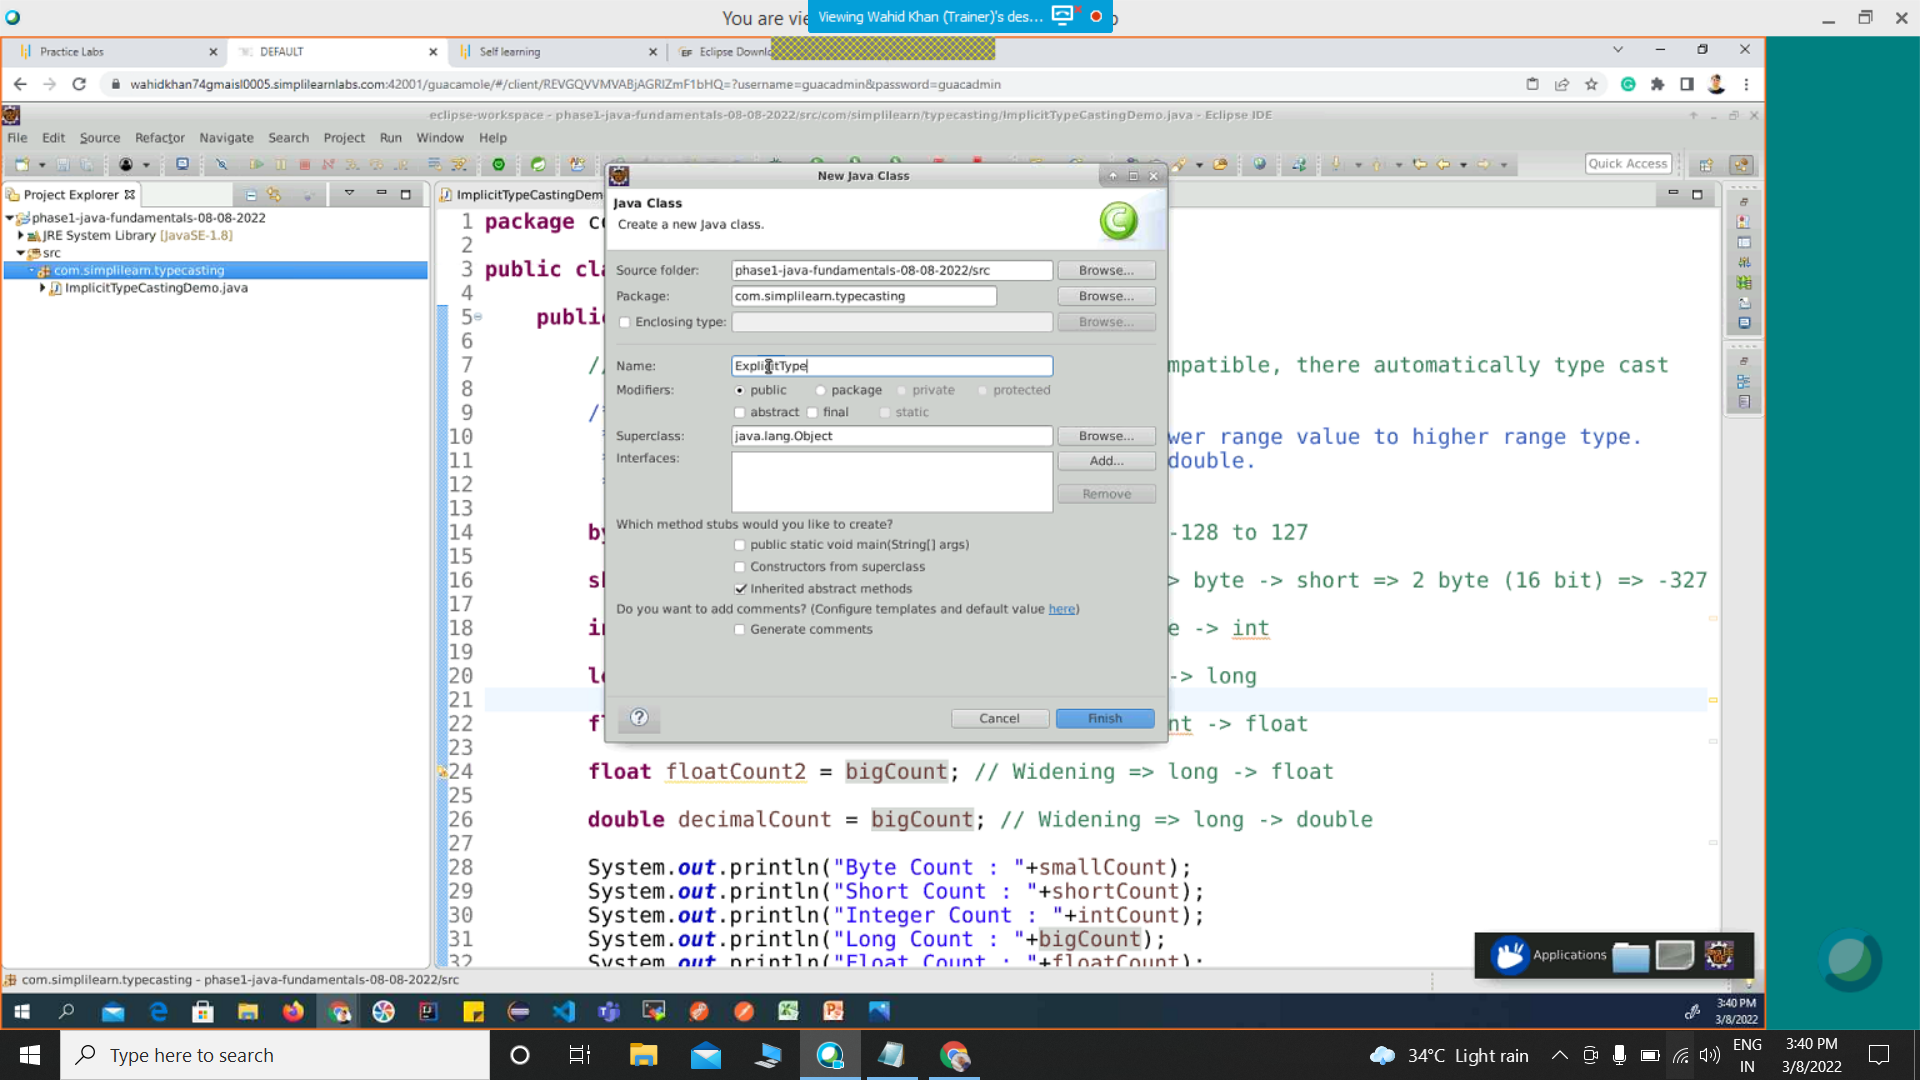 You are vi
Viewing Wahid Khan (Trainer)'s des...
Practice Labs
DEFAULT
Self learning
Eclipse Downlo
wahidkhan74gmaisl0005.simplilearnlabs.com:42001/guacamole/#/client/REVGQVVMVABjAGRlZmF1bHQ=?username=guacadmin&password=guacadmin
eclipse-workspace - phase1-java-fundamentals-08-08-2022/src/com/simplilearn/typecasting/ImplicitTypeCastingDemo.java - Eclipse IDE
File Edit Source Refactor Navigate Search Project Run Window Help
Quick Access
Project Explorer
phase1-java-fundamentals-08-08-2022
JRE System Library [JavaSE-1.8]
src
com.simplilearn.typecasting
ImplicitTypeCastingDemo.java
ImplicitTypeCastingDemo
New Java Class
Java Class
Create a new Java class.
Source folder: phase1-java-fundamentals-08-08-2022/src Browse...
Package: com.simplilearn.typecasting Browse...
Enclosing type: Browse...
Name: ExplicitType
Modifiers: public package private protected
abstract final static
Superclass: java.lang.Object Browse...
Interfaces: Add...
Remove
Which method stubs would you like to create?
public static void main(String[] args)
Constructors from superclass
Inherited abstract methods
Do you want to add comments? (Configure templates and default value here)
Generate comments
Cancel Finish
1 package c
2
3 public cl
4
5 publi
6
7 // mpatible, there automatically type cast
8
9 /*
10 * wer range value to higher range type.
11 * double.
12
13
14 by -128 to 127
15
16 sh > byte -> short => 2 byte (16 bit) => -327
17
18 in e -> int
19
20 lo -> long
21
22 fl nt -> float
23
24 float floatCount2 = bigCount; // Widening => long -> float
25
26 double decimalCount = bigCount; // Widening => long -> double
27
28 System.out.println("Byte Count : "+smallCount);
29 System.out.println("Short Count : "+shortCount);
30 System.out.println("Integer Count : "+intCount);
31 System.out.println("Long Count : "+bigCount);
32 System.out.println("Float Count : "+floatCount);
Applications
com.simplilearn.typecasting - phase1-java-fundamentals-08-08-2022/src
3:40 PM
3/8/2022
Type here to search
34°C Light rain
ENG
IN
3:40 PM
3/8/2022